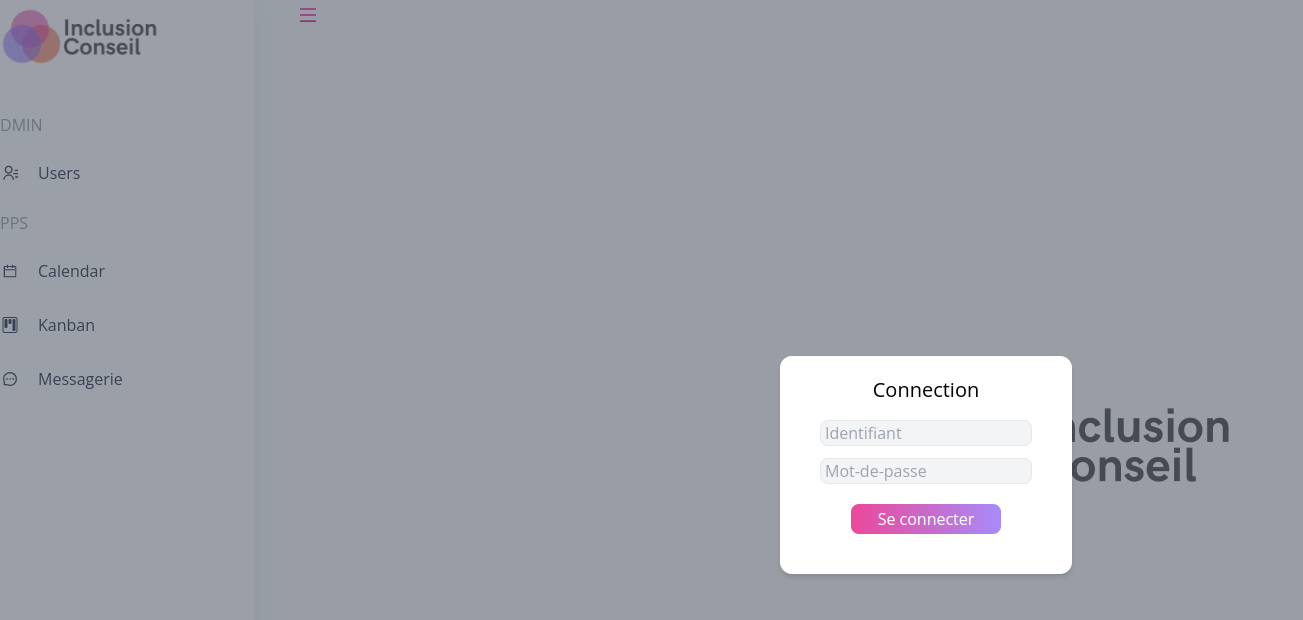 Inclusion
Conseil
DMIN
Users
PPS
Calendar
Kanban
Messagerie
Connection
Identifiant
Mot-de-passe
Se connecter
nclusion
onseil